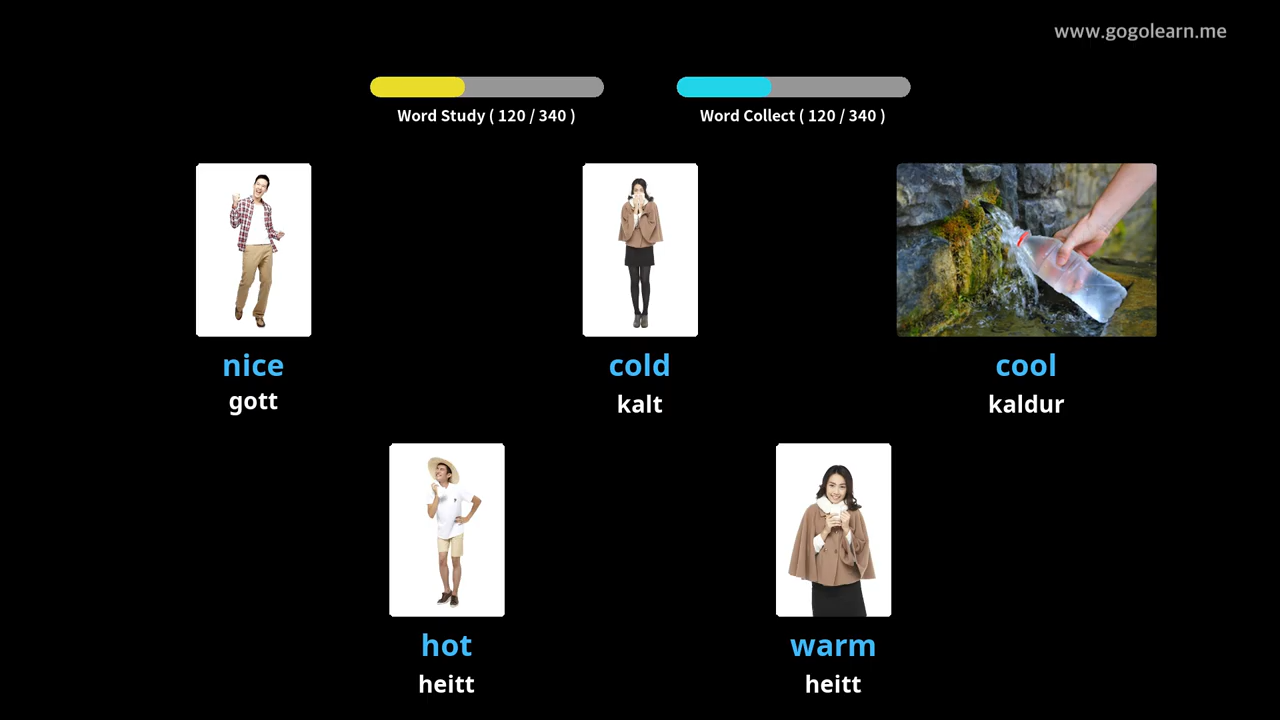 www.gogolearn.me
Word Study ( 120 / 340 )
Word Collect ( 120 / 340 )
nice
gott
cold
kalt
cool
kaldur
hot
heitt
warm
heitt